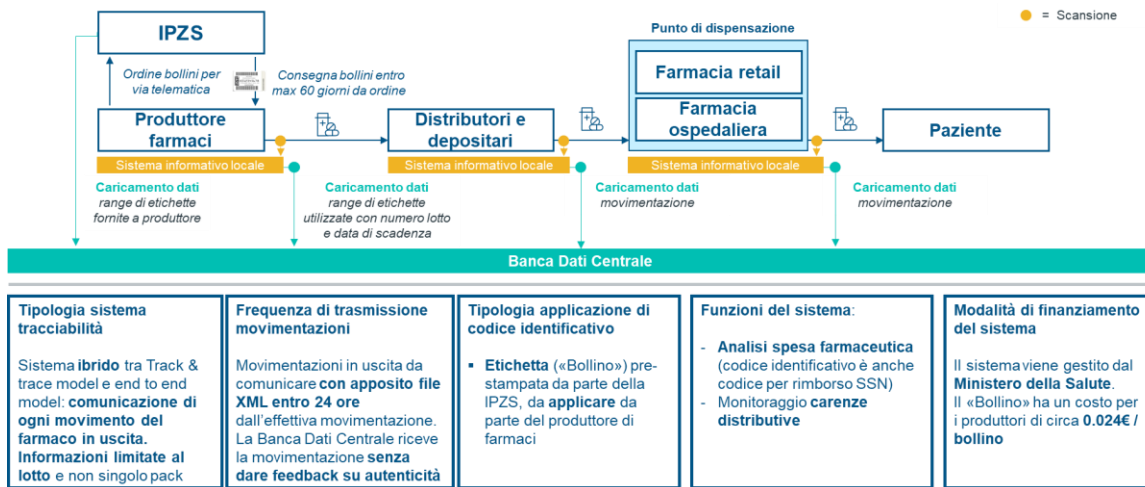 = Scansione
IPZS
Punto di dispensazione
Ordine bollini per
via telematica
Consegna bollini entro
max 60 giorni da ordine
Farmacia retail
Produttore
farmaci
Distributori e
depositari
Farmacia
ospedaliera
Paziente
Sistema informativo locale
Sistema informativo locale
Sistema informativo locale
Caricamento dati
range di etichette
fornite a produttore
Caricamento dati
range di etichette
utilizzate con numero lotto
e data di scadenza
Caricamento dati
movimentazione
Caricamento dati
movimentazione
Banca Dati Centrale
Tipologia sistema
tracciabilità
Sistema ibrido tra Track &
trace model e end to end
model: comunicazione di
ogni movimento del
farmaco in uscita.
Informazioni limitate al
lotto e non singolo pack
Frequenza di trasmissione
movimentazioni
Movimentazioni in uscita da
comunicare con apposito file
XML entro 24 ore
dall'effettiva movimentazione.
La Banca Dati Centrale riceve
la movimentazione senza
dare feedback su autenticità
Tipologia applicazione di
codice identificativo
▪ Etichetta («Bollino») pre-
stampata da parte della
IPZS, da applicare da
parte del produttore di
farmaci
Funzioni del sistema:
- Analisi spesa farmaceutica
(codice identificativo è anche
codice per rimborso SSN)
- Monitoraggio carenze
distributive
Modalità di finanziamento
del sistema
Il sistema viene gestito dal
Ministero della Salute.
Il «Bollino» ha un costo per
i produttori di circa 0.024€ /
bollino